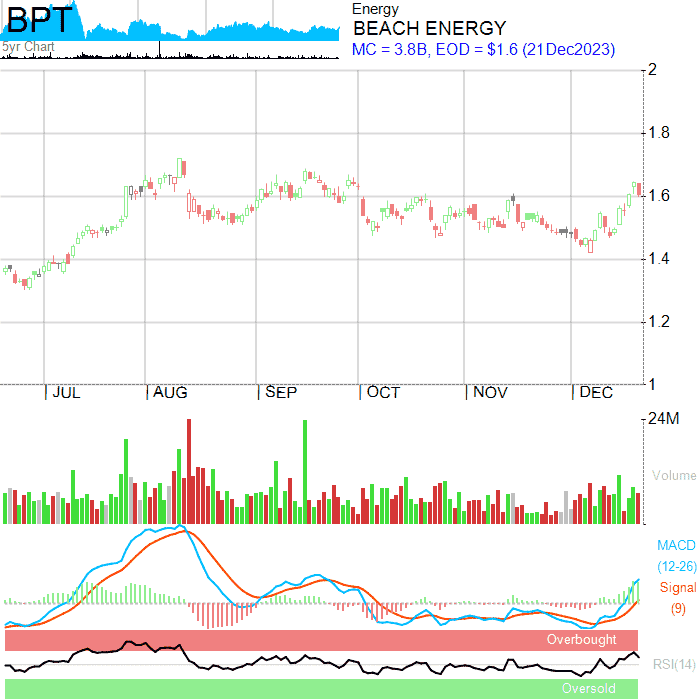 BPT
5yr Chart
Energy
BEACH ENERGY
MC = 3.8B, EOD = $1.6 (21Dec2023)
2
1.8
1.6
1.4
1.2
1
JUL AUG SEP OCT NOV DEC
24M
Volume
MACD
(12-26)
Signal
(9)
Overbought
RSI(14)
Oversold